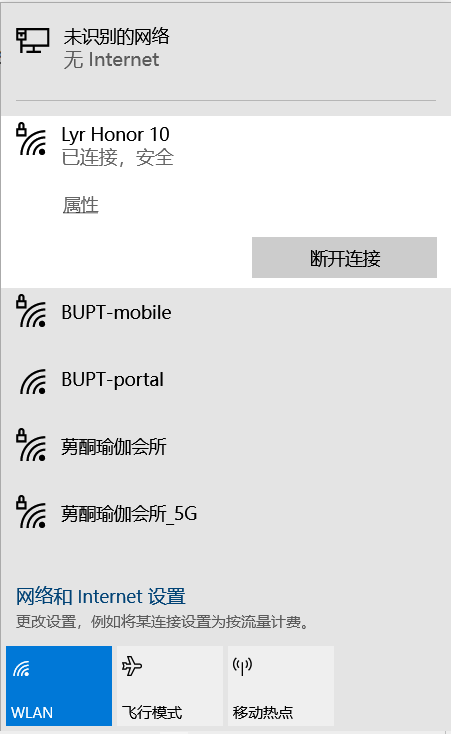 未识别的网络
无 Internet
Lyr Honor 10
已连接，安全
属性
断开连接
BUPT-mobile
BUPT-portal
莮酮瑜伽会所
莮酮瑜伽会所_5G
网络和 Internet 设置
更改设置，例如将某连接设置为按流量计费。
WLAN
飞行模式
移动热点